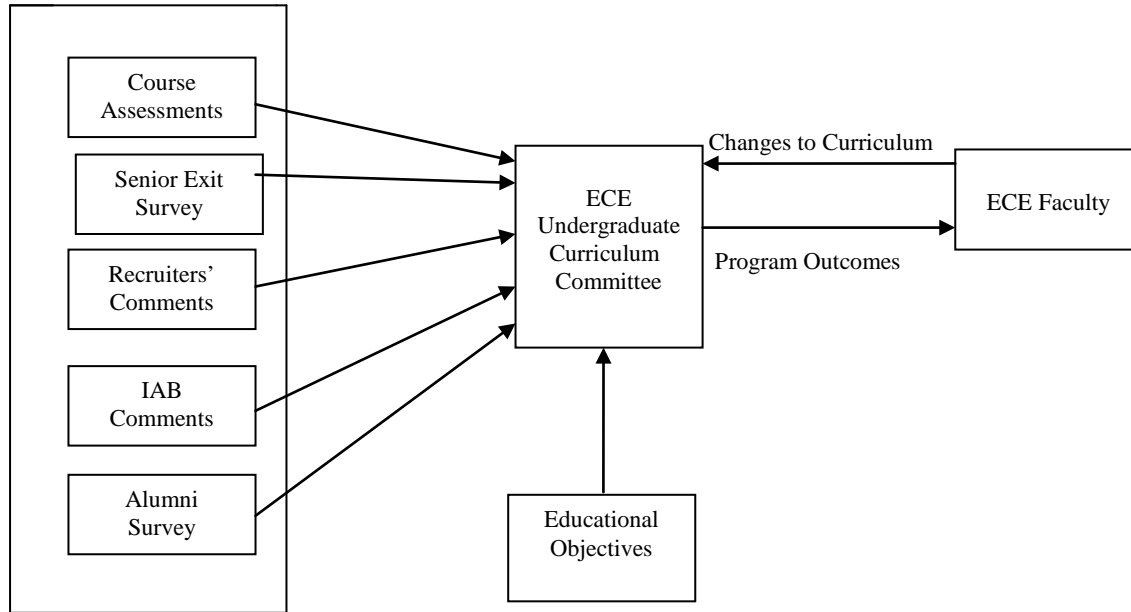 Course
Assessments
Senior Exit
Survey
Recruiters’
Comments
IAB
Comments
Alumni
Survey
ECE
Undergraduate
Curriculum
Committee
Changes to Curriculum
Program Outcomes
ECE Faculty
Educational
Objectives